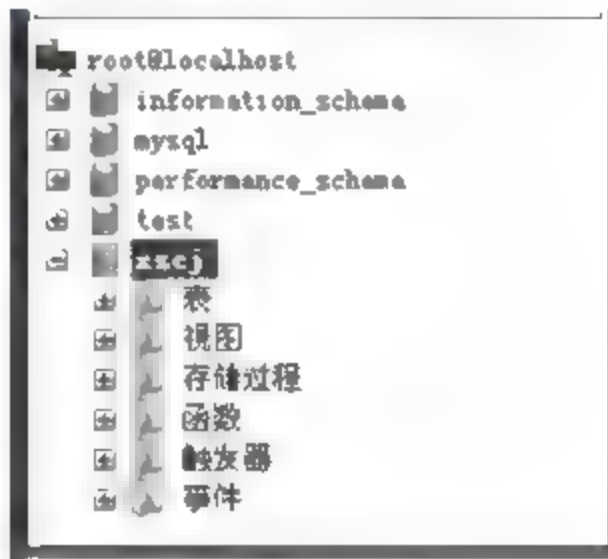 root@localhost
information_schema
mysql
performance_schema
test
xscj
表
视图
存储过程
函数
触发器
事件